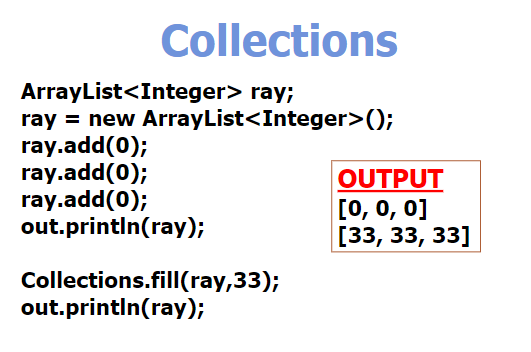 Collections
ArrayList<Integer> ray;
ray = new ArrayList<Integer>();
ray.add(0);
ray.add(0);
ray.add(0);
out.println(ray);
OUTPUT
[0, 0, 0]
[33, 33, 33]
Collections.fill(ray,33);
out.println(ray);